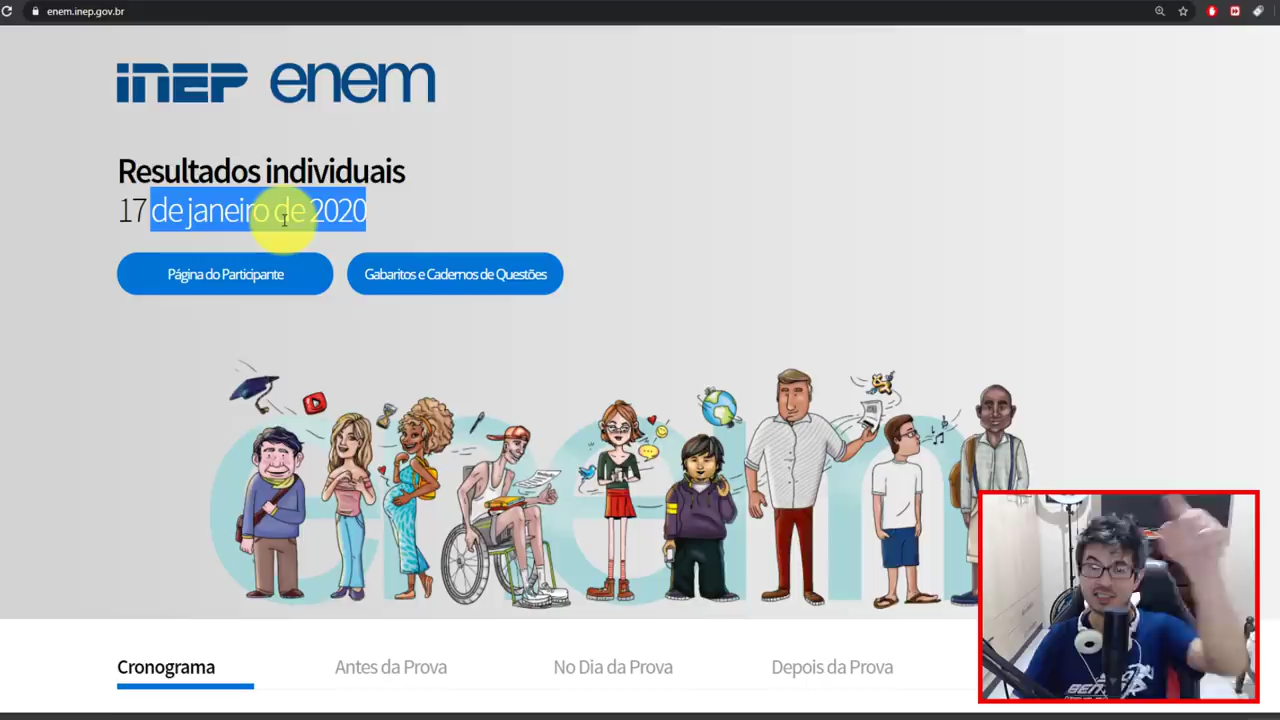 enem.inep.gov.br
inep enem
Resultados individuais
17 de janeiro de 2020
Página do Participante
Gabaritos e Cadernos de Questões
enem
Cronograma
Antes da Prova
No Dia da Prova
Depois da Prova